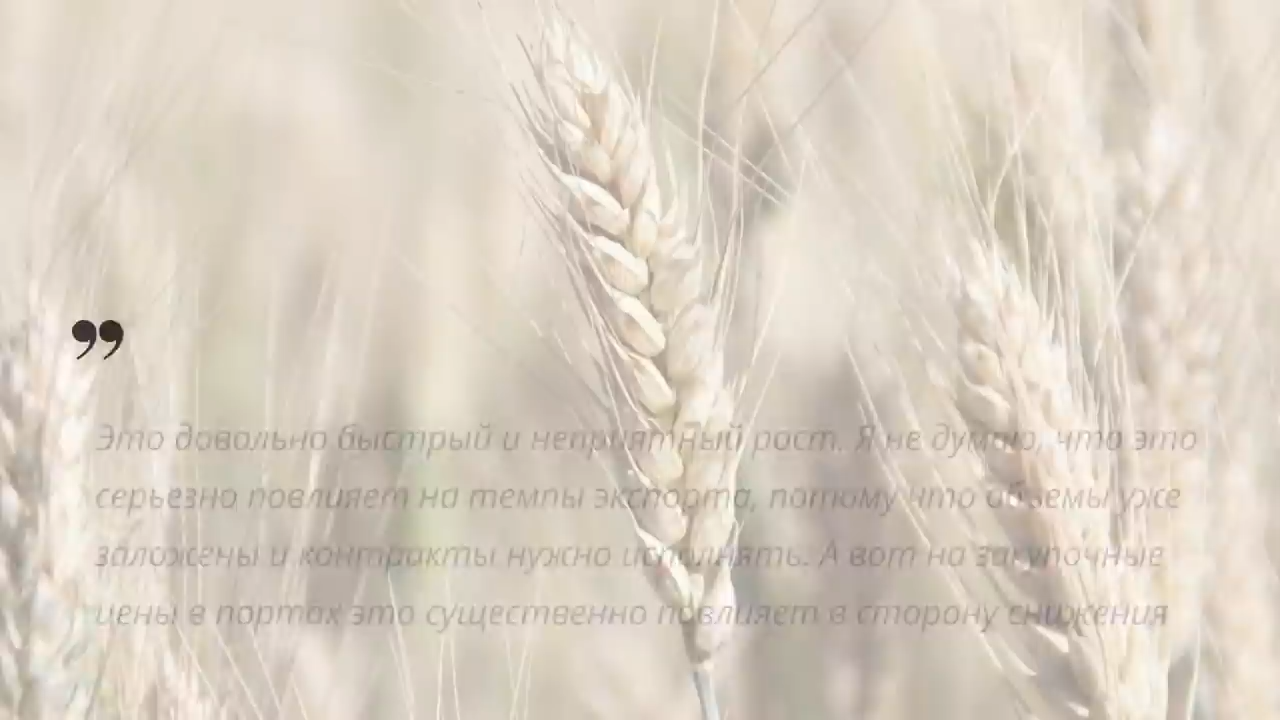 ”
Это довольно быстрый и неприятный рост. Я не думаю, что это
серьезно повлияет на темпы экспорта, потому что объемы уже
заложены и контракты нужно исполнять. А вот на закупочные
цены в портах это существенно повлияет в сторону снижения